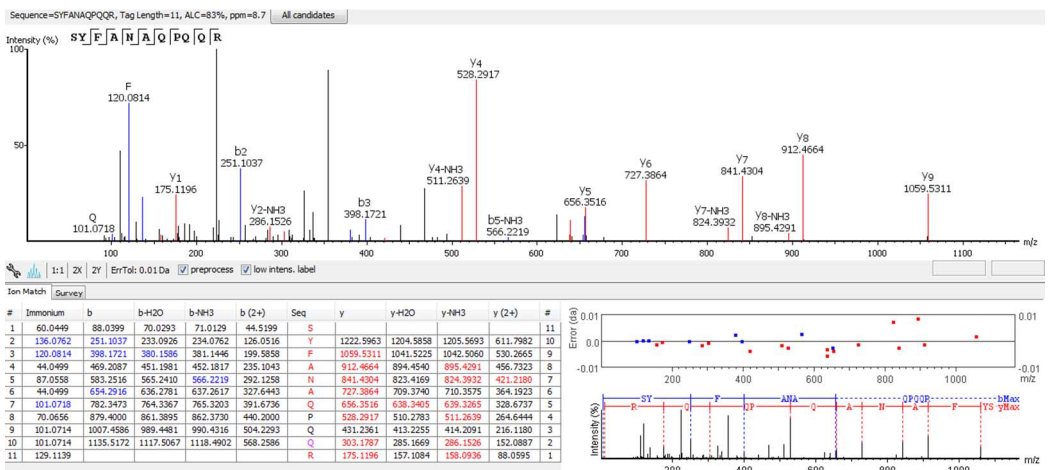 Sequence=SYFANAQPQQR, Tag Length=11, ALC=83%, ppm=8.7 All candidates
Intensity (%) SY F A N A Q PQ Q R
100
50
F
120.0814
Q
101.0718
y1
175.1196
b2
251.1037
y2-NH3
286.1526
b3
398.1721
y4-NH3
511.2639
y4
528.2917
b5-NH3
566.2219
y5
656.3516
y6
727.3864
y7-NH3
824.3932
y7
841.4304
y8-NH3
895.4291
y8
912.4664
y9
1059.5311
100 200 300 400 500 600 700 800 900 1000 1100 m/z
1:1 2X 2Y ErrTol: 0.01 Da preprocess low intens. label
Ion Match Survey
# Immonium b b-H2O b-NH3 b (2+) Seq y y-H2O y-NH3 y (2+) #
1 60.0449 88.0399 70.0293 71.0129 44.5199 S 11
2 136.0762 251.1037 233.0926 234.0762 126.0516 Y 1222.5963 1204.5858 1205.5693 611.7982 10
3 120.0814 398.1721 380.1586 381.1446 199.5858 F 1059.5311 1041.5225 1042.5060 530.2665 9
4 44.0499 469.2087 451.1981 452.1817 235.1043 A 912.4664 894.4540 895.4291 456.7323 8
5 87.0558 583.2516 565.2410 566.2219 292.1258 N 841.4304 823.4169 824.3932 421.2180 7
6 44.0499 654.2916 636.2781 637.2617 327.6443 A 727.3864 709.3740 710.3575 364.1923 6
7 101.0718 782.3473 764.3367 765.3203 391.6736 Q 656.3516 638.3405 639.3265 328.6737 5
8 70.0656 879.4000 861.3895 862.3730 440.2000 P 528.2917 510.2783 511.2639 264.6444 4
9 101.0714 1007.4586 989.4481 990.4316 504.2293 Q 431.2361 413.2255 414.2091 216.1180 3
10 101.0714 1135.5172 1117.5067 1118.4902 568.2586 Q 303.1787 285.1669 286.1526 152.0887 2
11 129.1139 R 175.1196 157.1084 158.0936 88.0595 1
Error (da)
0.01 0.01
0.0
-0.01 -0.01
200 400 600 800 1000 m/z
SY F ANA QPQQR bMax
R Q QP Q A N A F YS yMax
Intensity (%)
200 400 600 800 1000 m/z